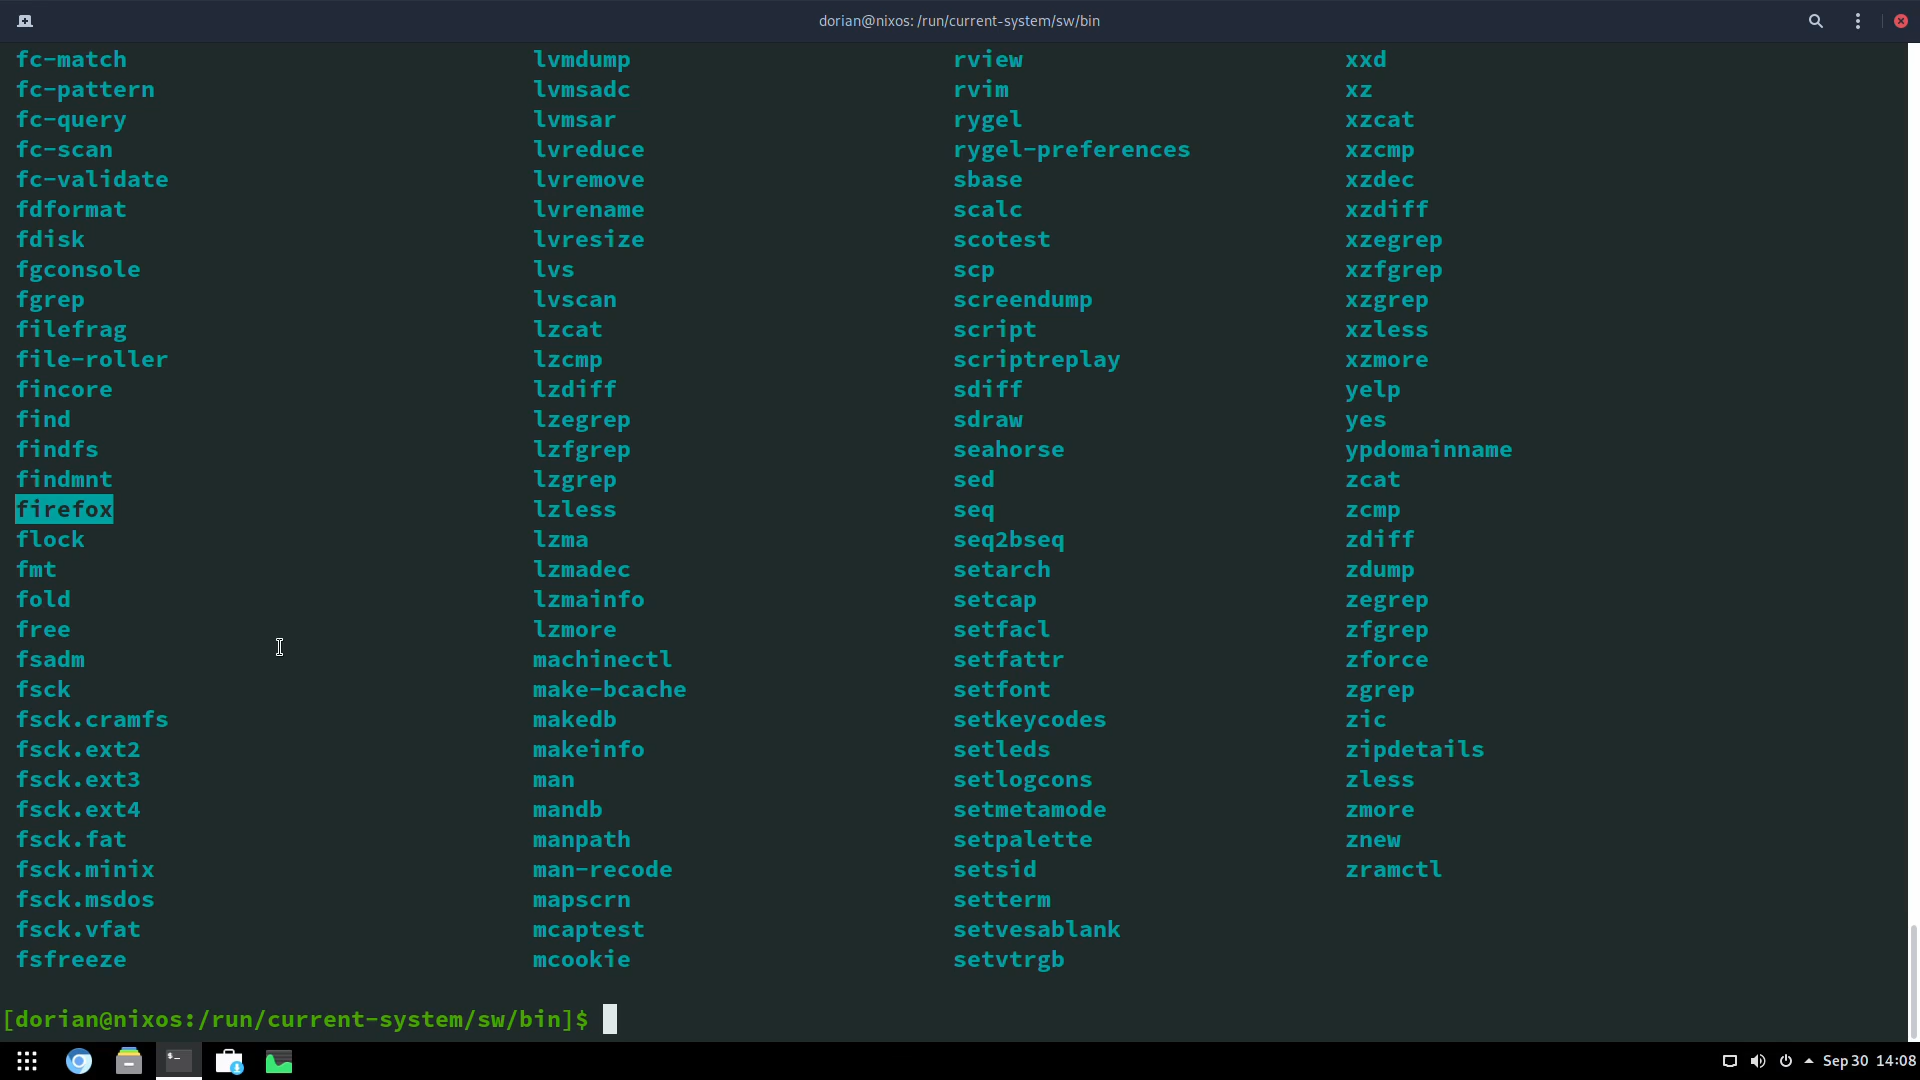 dorian@nixos: /run/current-system/sw/bin
fc-match lvmdump rview xxd
fc-pattern lvmsadc rvim xz
fc-query lvmsar rygel xzcat
fc-scan lvreduce rygel-preferences xzcmp
fc-validate lvremove sbase xzdec
fdformat lvrename scalc xzdiff
fdisk lvresize scotest xzegrep
fgconsole lvs scp xzfgrep
fgrep lvscan screendump xzgrep
filefrag lzcat script xzless
file-roller lzcmp scriptreplay xzmore
fincore lzdiff sdiff yelp
find lzegrep sdraw yes
findfs lzfgrep seahorse ypdomainname
findmnt lzgrep sed zcat
firefox lzless seq zcmp
flock lzma seq2bseq zdiff
fmt lzmadec setarch zdump
fold lzmainfo setcap zegrep
free lzmore setfacl zfgrep
fsadm machinectl setfattr zforce
fsck make-bcache setfont zgrep
fsck.cramfs makedb setkeycodes zic
fsck.ext2 makeinfo setleds zipdetails
fsck.ext3 man setlogcons zless
fsck.ext4 mandb setmetamode zmore
fsck.fat manpath setpalette znew
fsck.minix man-recode setsid zramctl
fsck.msdos mapscrn setterm
fsck.vfat mcaptest setvesablank
fsfreeze mcookie setvtrgb
[dorian@nixos:/run/current-system/sw/bin]$
Sep 30 14:08